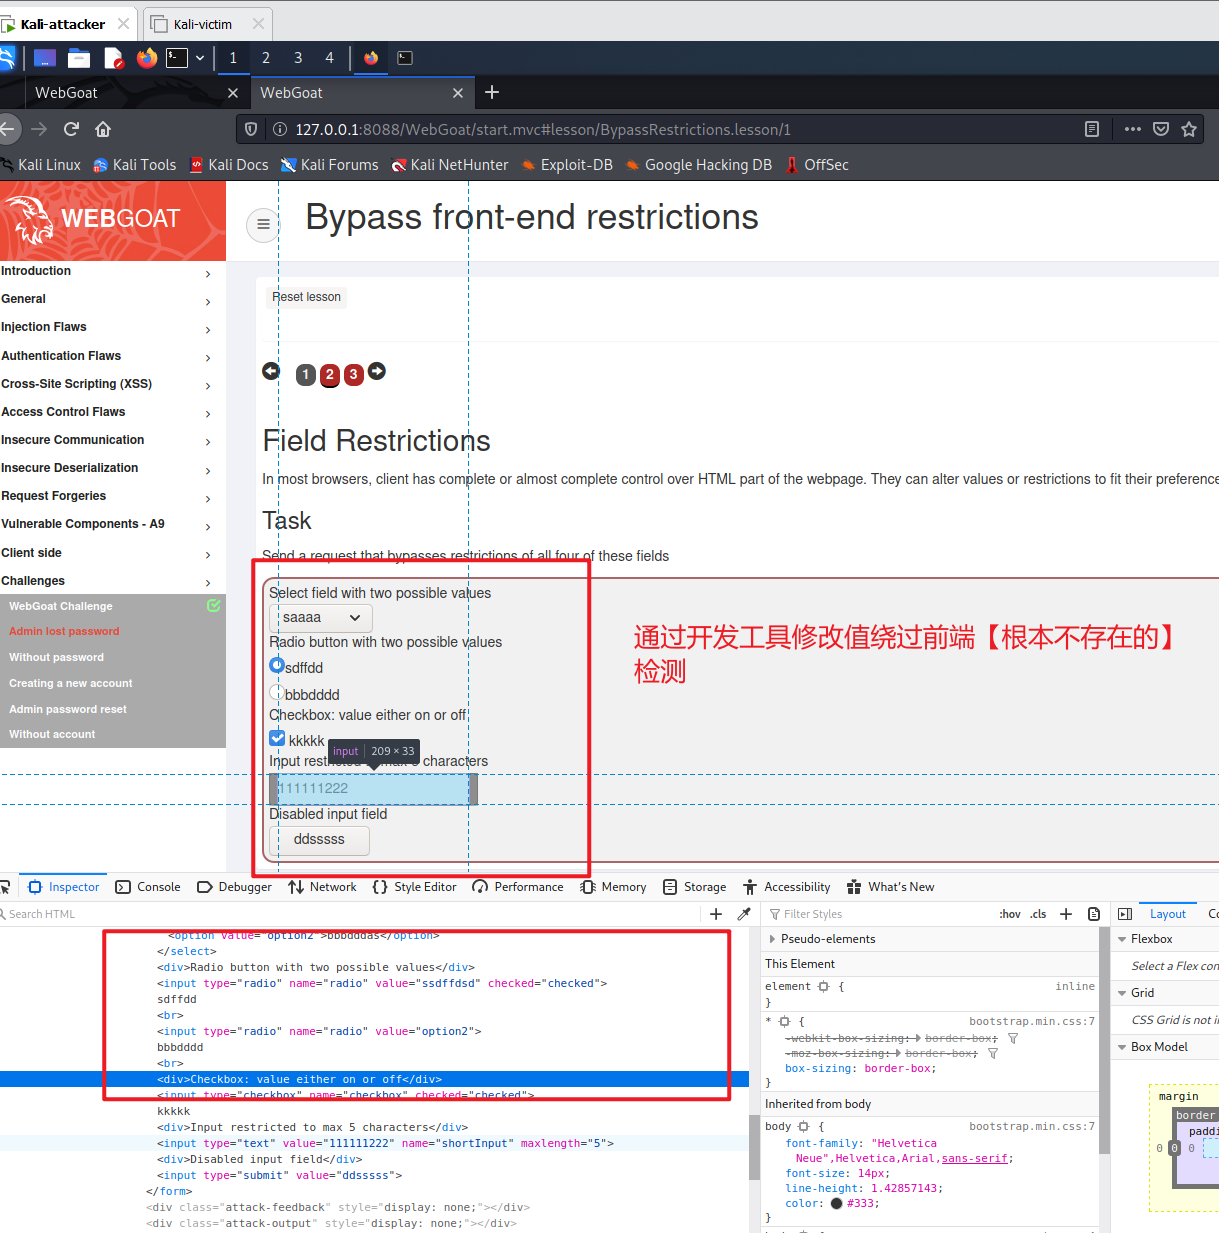 Kali-attacker
Kali-victim
1 2 3 4
WebGoat
WebGoat
127.0.0.1:8088/WebGoat/start.mvc#lesson/BypassRestrictions.lesson/1
Kali Linux Kali Tools Kali Docs Kali Forums Kali NetHunter Exploit-DB Google Hacking DB OffSec
WEBGOAT
Bypass front-end restrictions
Introduction
General
Injection Flaws
Authentication Flaws
Cross-Site Scripting (XSS)
Access Control Flaws
Insecure Communication
Insecure Deserialization
Request Forgeries
Vulnerable Components - A9
Client side
Challenges
WebGoat Challenge
Admin lost password
Without password
Creating a new account
Admin password reset
Without account
Reset lesson
1 2 3
Field Restrictions
In most browsers, client has complete or almost complete control over HTML part of the webpage. They can alter values or restrictions to fit their preference
Task
Send a request that bypasses restrictions of all four of these fields
Select field with two possible values
saaaa
Radio button with two possible values
sdffdd
bbbdddd
Checkbox: value either on or off
kkkkk
input 209 × 33
Input restricted to max 5 characters
111111222
Disabled input field
ddsssss
通过开发工具修改值绕过前端【根本不存在的】
检测
Inspector Console Debugger Network Style Editor Performance Memory Storage Accessibility What's New
Search HTML
<option value="option2">bbbdddas</option>
</select>
<div>Radio button with two possible values</div>
<input type="radio" name="radio" value="ssdffdsd" checked="checked">
sdffdd
<br>
<input type="radio" name="radio" value="option2">
bbbdddd
<br>
<div>Checkbox: value either on or off</div>
<input type="checkbox" name="checkbox" checked="checked">
kkkkk
<div>Input restricted to max 5 characters</div>
<input type="text" value="111111222" name="shortInput" maxlength="5">
<div>Disabled input field</div>
<input type="submit" value="ddsssss">
</form>
<div class="attack-feedback" style="display: none;"></div>
<div class="attack-output" style="display: none;"></div>
Filter Styles
:hov .cls
Pseudo-elements
This Element
element { inline
}
* { bootstrap.min.css:7
-webkit-box-sizing: border-box;
-moz-box-sizing: border-box;
box-sizing: border-box;
}
Inherited from body
body { bootstrap.min.css:7
font-family: "Helvetica
Neue",Helvetica,Arial,sans-serif;
font-size: 14px;
line-height: 1.42857143;
color: #333;
}
Layout
Flexbox
Select a Flex con
Grid
CSS Grid is not i
Box Model
margin
border
paddi
0 0 0